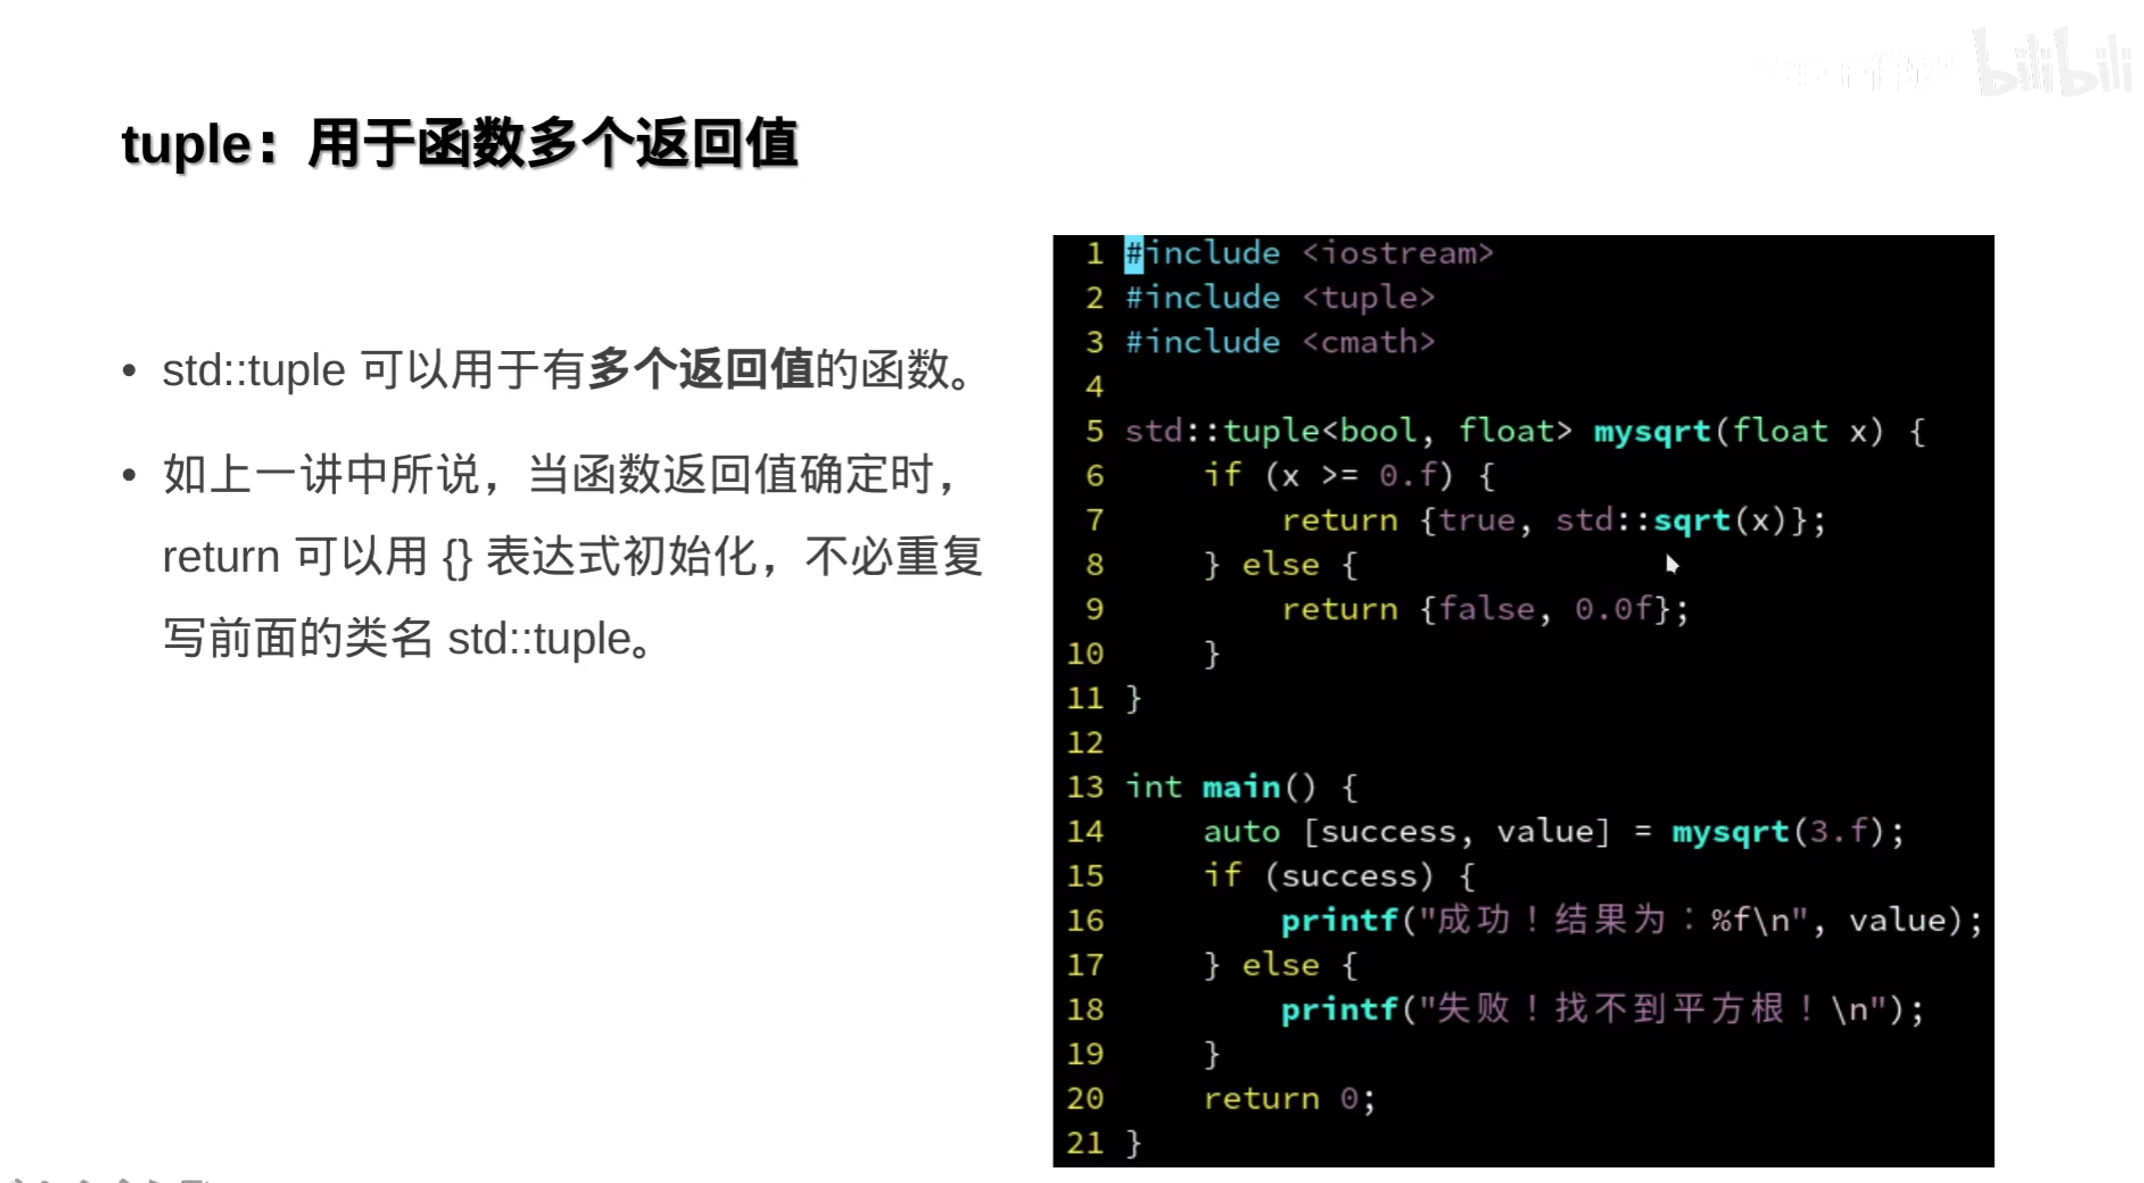 bilibili
tuple：用于函数多个返回值
• std::tuple 可以用于有多个返回值的函数。
• 如上一讲中所说，当函数返回值确定时，
return 可以用 {} 表达式初始化，不必重复
写前面的类名 std::tuple。
1 #include <iostream>
2 #include <tuple>
3 #include <cmath>
4
5 std::tuple<bool, float> mysqrt(float x) {
6     if (x >= 0.f) {
7         return {true, std::sqrt(x)};
8     } else {
9         return {false, 0.0f};
10     }
11 }
12
13 int main() {
14     auto [success, value] = mysqrt(3.f);
15     if (success) {
16         printf("成功！结果为：%f\n", value);
17     } else {
18         printf("失败！找不到平方根！\n");
19     }
20     return 0;
21 }